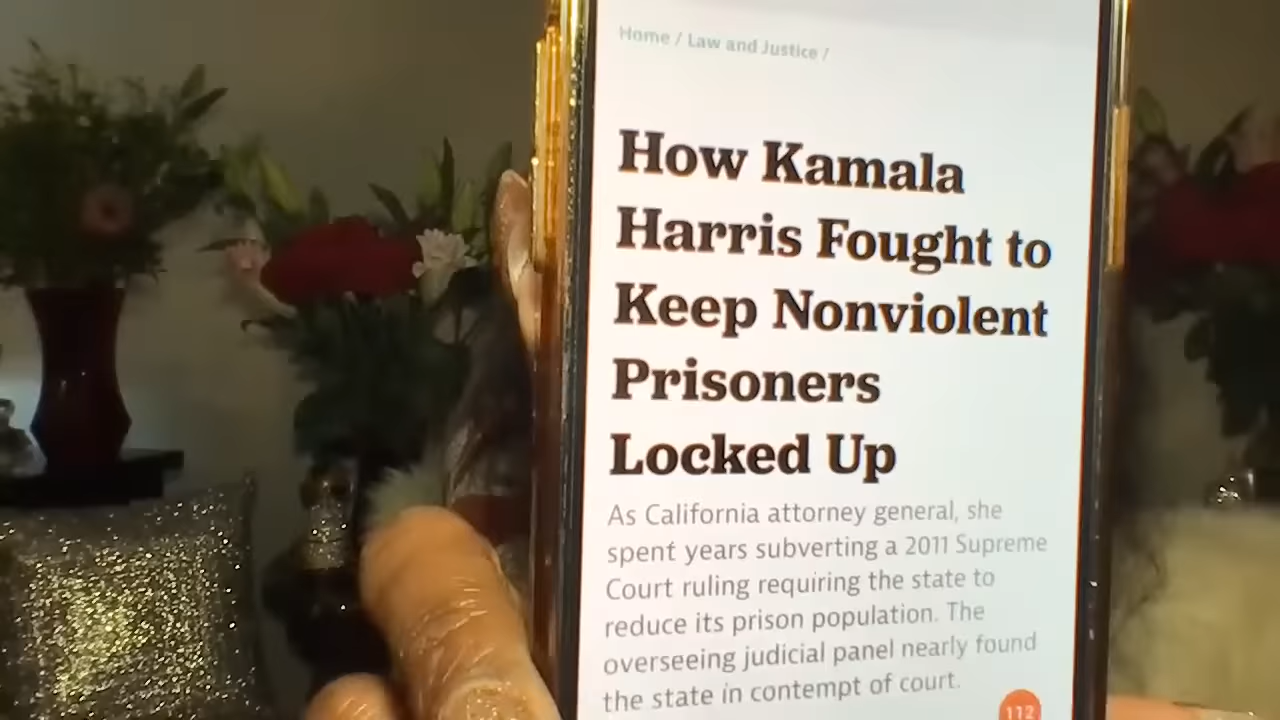 Home / Law and Justice /
How Kamala
Harris Fought to
Keep Nonviolent
Prisoners
Locked Up
As California attorney general, she
spent years subverting a 2011 Supreme
Court ruling requiring the state to
reduce its prison population. The
overseeing judicial panel nearly found
the state in contempt of court.
112